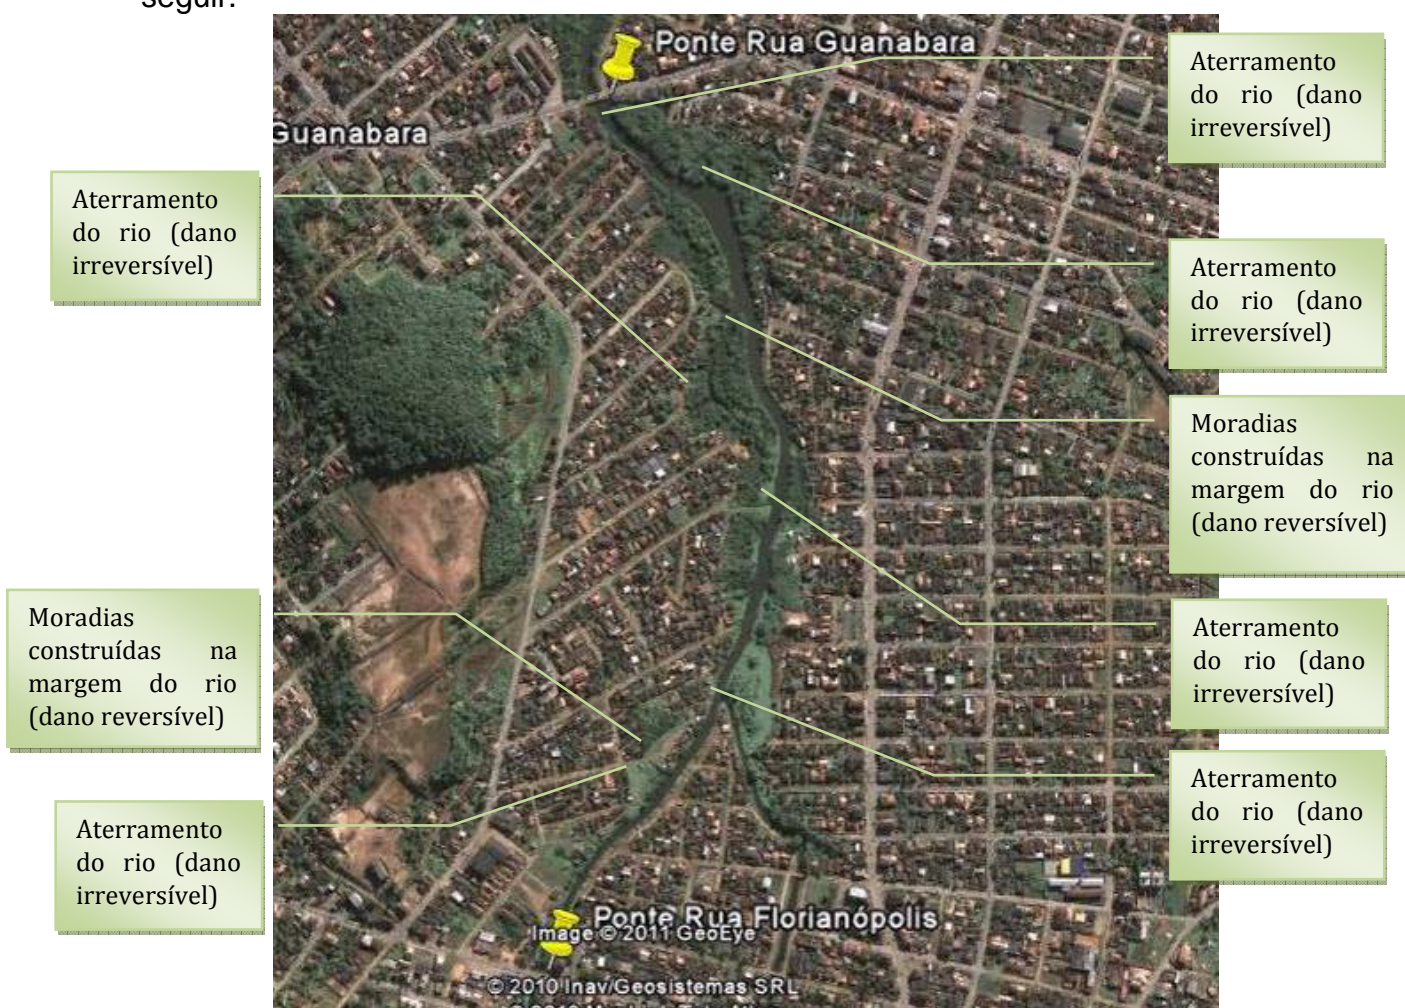 seguir:
Ponte Rua Guanabara
Guanabara
Aterramento
do rio (dano
irreversível)
Aterramento
do rio (dano
irreversível)
Aterramento
do rio (dano
irreversível)
Moradias
construídas na
margem do rio
(dano reversível)
Moradias
construídas na
margem do rio
(dano reversível)
Aterramento
do rio (dano
irreversível)
Aterramento
do rio (dano
irreversível)
Aterramento
do rio (dano
irreversível)
Ponte Rua Florianópolis
Image © 2011 GeoEye
© 2010 Inav/Geosistemas SRL